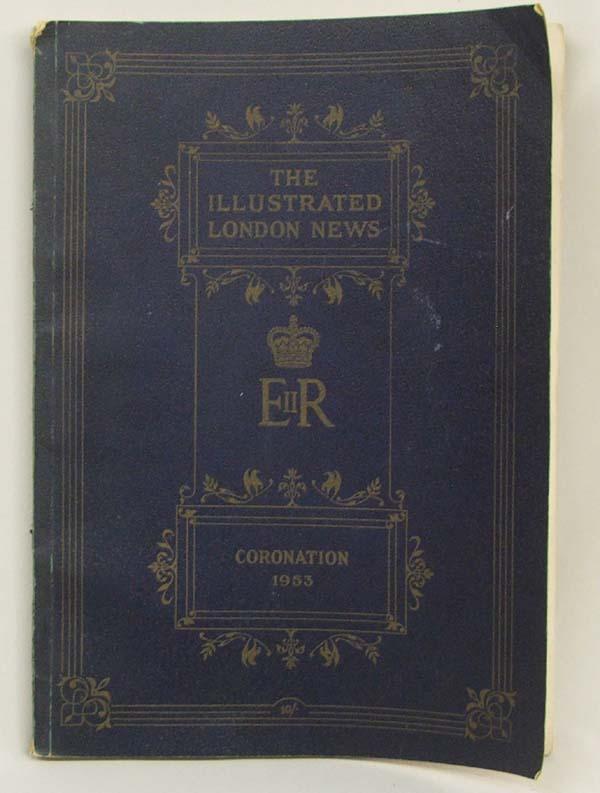 THE
ILLUSTRATED
LONDON NEWS
EIIR
CORONATION
1953
10/-